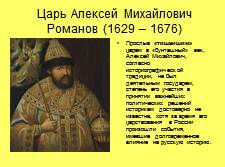 Царь Алексей Михайлович
Романов (1629 – 1676)
• Прослыв «тишайшим»
царем в «бунташный» век,
Алексей Михайлович,
согласно
историографической
традиции, не был
деятельным государем,
степень его участия в
принятии важнейших
политических решений
историкам достоверно не
известна, хотя за время его
царствования в России
произошли события,
имевшие долговременное
влияние на русскую историю.